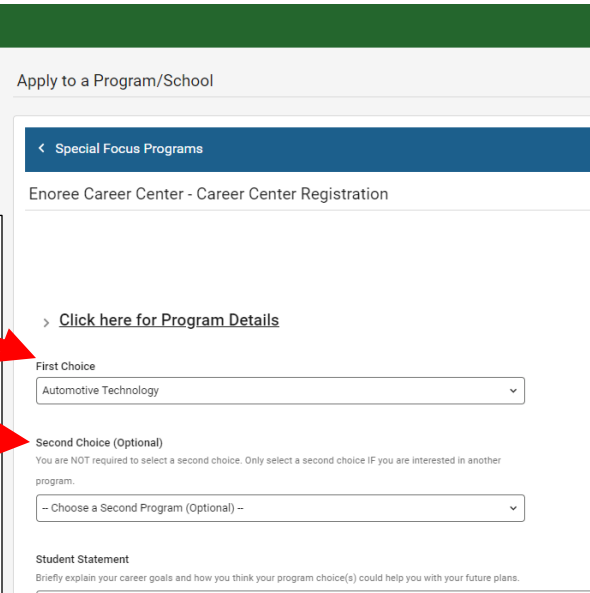 Apply to a Program/School
< Special Focus Programs
Enoree Career Center - Career Center Registration
> Click here for Program Details
First Choice
Automotive Technology
Second Choice (Optional)
You are NOT required to select a second choice. Only select a second choice IF you are interested in another
program.
-- Choose a Second Program (Optional) --
Student Statement
Briefly explain your career goals and how you think your program choice(s) could help you with your future plans.